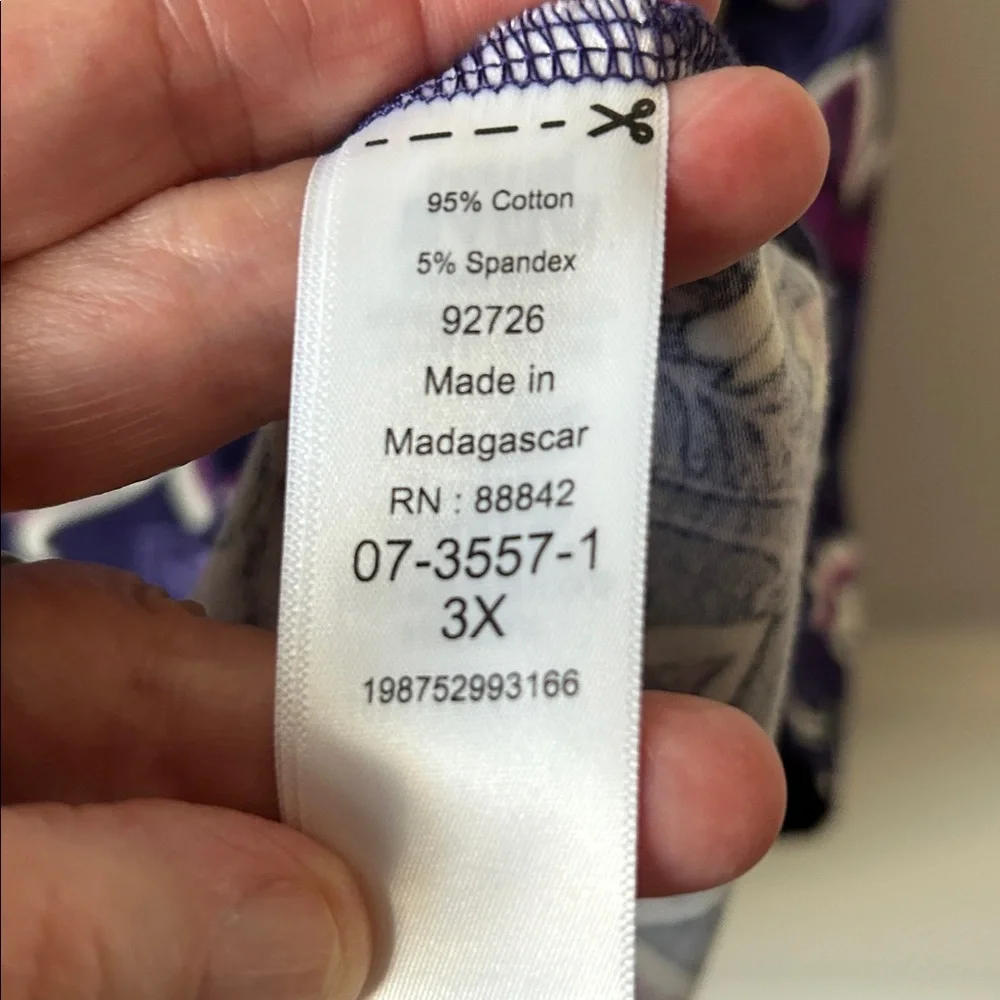 95% Cotton
5% Spandex
92726
Made in
Madagascar
RN : 88842
07-3557-1
3X
198752993166